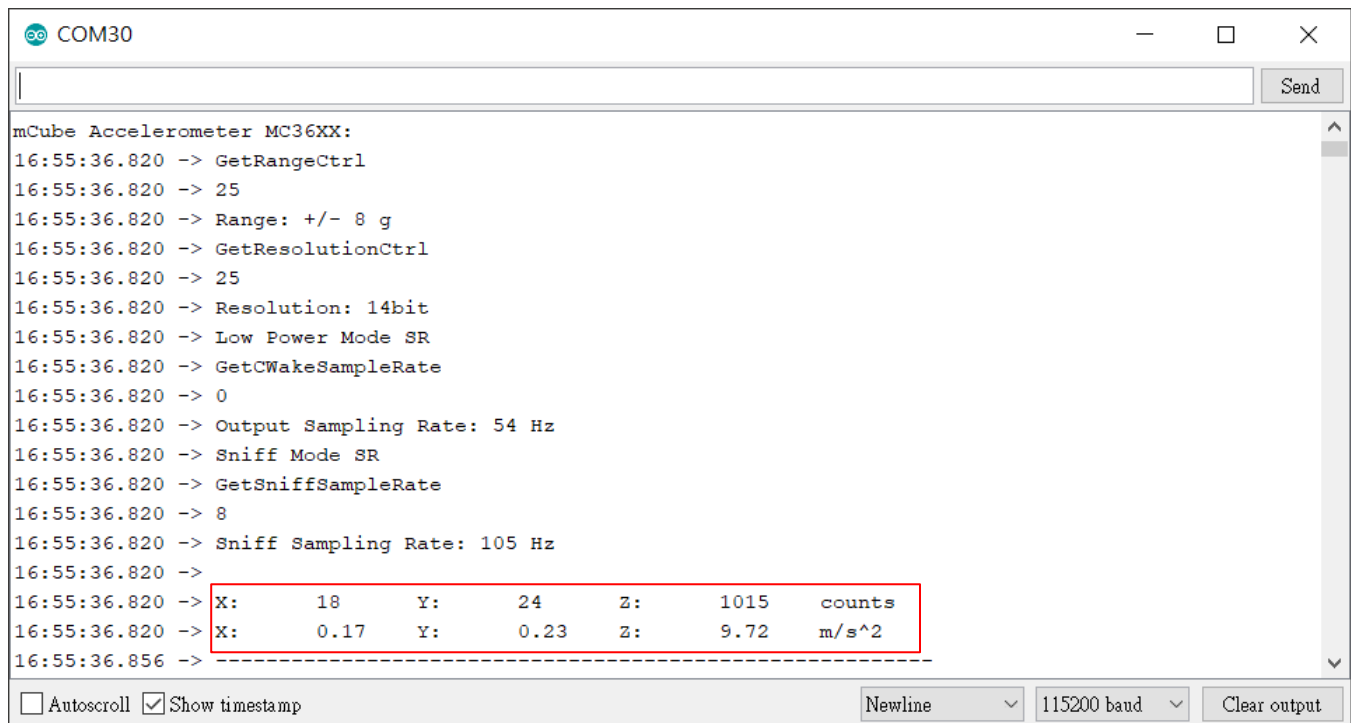 COM30
Send
mCube Accelerometer MC36XX:
16:55:36.820 -> GetRangeCtrl
16:55:36.820 -> 25
16:55:36.820 -> Range: +/- 8 g
16:55:36.820 -> GetResolutionCtrl
16:55:36.820 -> 25
16:55:36.820 -> Resolution: 14bit
16:55:36.820 -> Low Power Mode SR
16:55:36.820 -> GetCWakeSampleRate
16:55:36.820 -> 0
16:55:36.820 -> Output Sampling Rate: 54 Hz
16:55:36.820 -> Sniff Mode SR
16:55:36.820 -> GetSniffSampleRate
16:55:36.820 -> 8
16:55:36.820 -> Sniff Sampling Rate: 105 Hz
16:55:36.820 ->
16:55:36.820 -> X: 18 Y: 24 Z: 1015 counts
16:55:36.820 -> X: 0.17 Y: 0.23 Z: 9.72 m/s^2
16:55:36.856 -> ---------------------------------------------------------
Autoscroll Show timestamp Newline 115200 baud Clear output